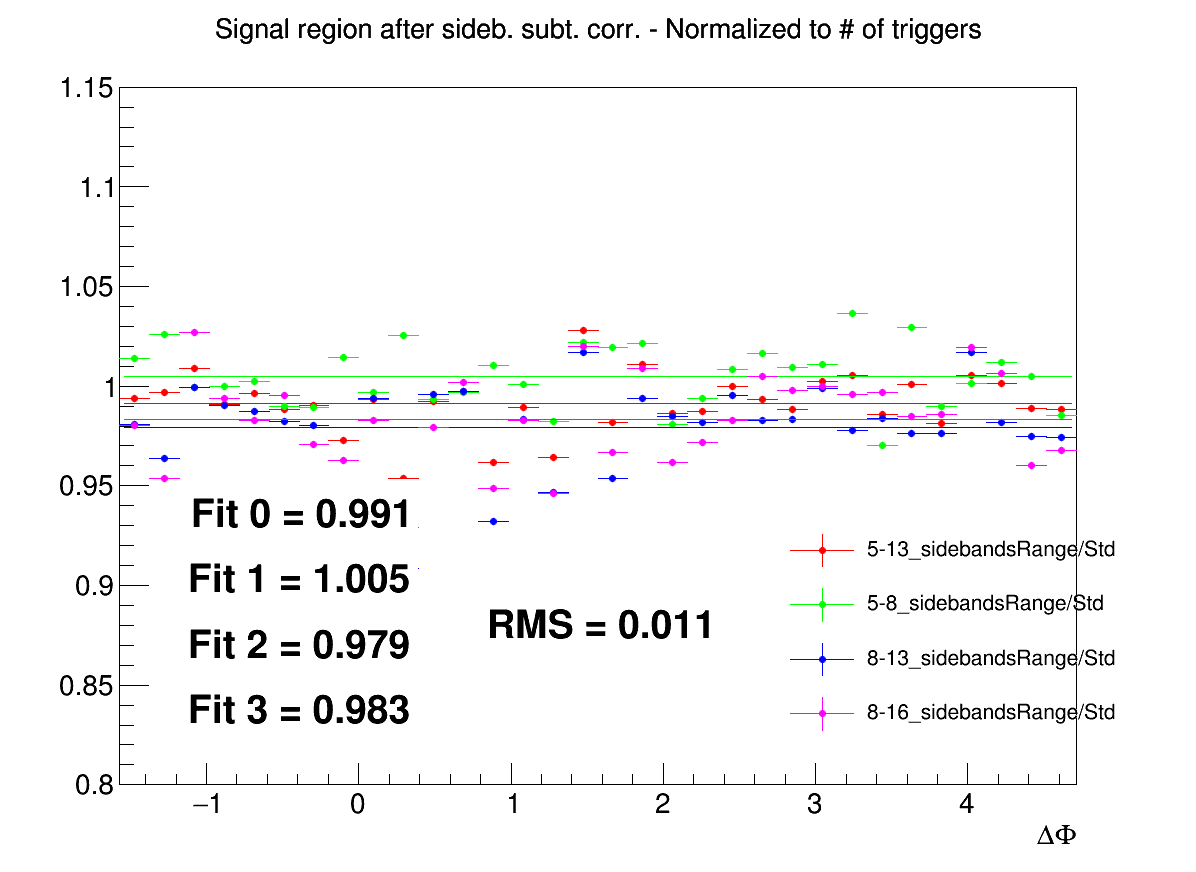 Signal region after sideb. subt. corr. - Normalized to # of triggers
1.15
1.1
1.05
1
0.95
0.9
0.85
0.8
Fit 0 = 0.991
Fit 1 = 1.005
Fit 2 = 0.979
Fit 3 = 0.983
RMS = 0.011
5-13_sidebandsRange/Std
5-8_sidebandsRange/Std
8-13_sidebandsRange/Std
8-16_sidebandsRange/Std
−1 0 1 2 3 4
ΔΦ